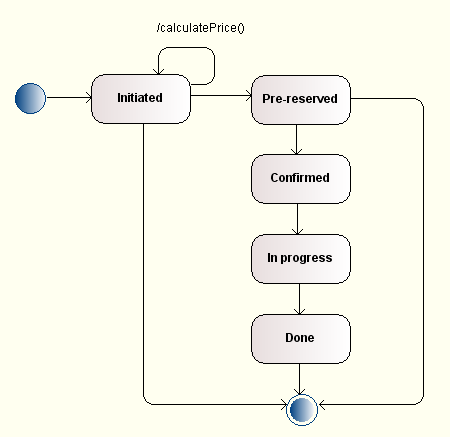 /calculatePrice()
Initiated
Pre-reserved
Confirmed
In progress
Done